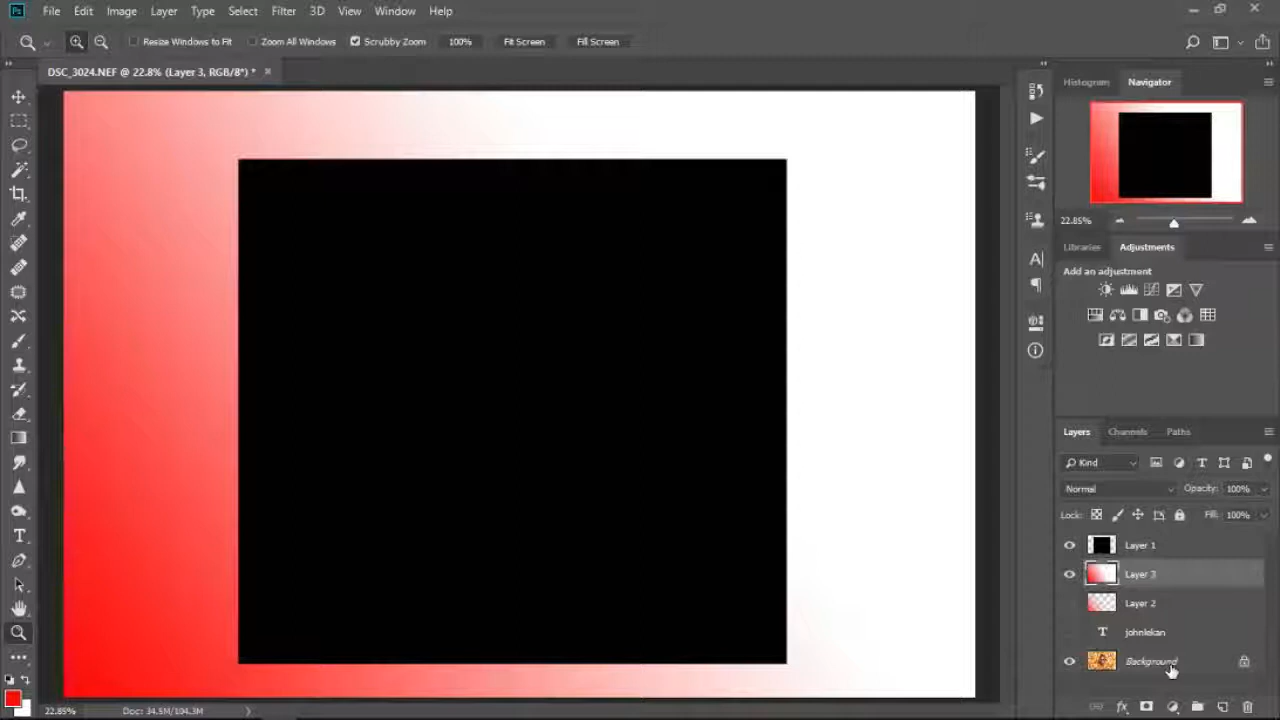 Ps File Edit Image Layer Type Select Filter 3D View Window Help
Resize Windows to Fit Zoom All Windows Scrubby Zoom 100% Fit Screen Fill Screen
DSC_3024.NEF @ 22.8% (Layer 3, RGB/8*) * ×
Histogram Navigator
22.85%
Libraries Adjustments
Add an adjustment
Layers Channels Paths
Kind
Normal Opacity: 100%
Lock: Fill: 100%
Layer 1
Layer 3
Layer 2
T johnlekan
Background
22.85% Doc: 34.5M/104.3M